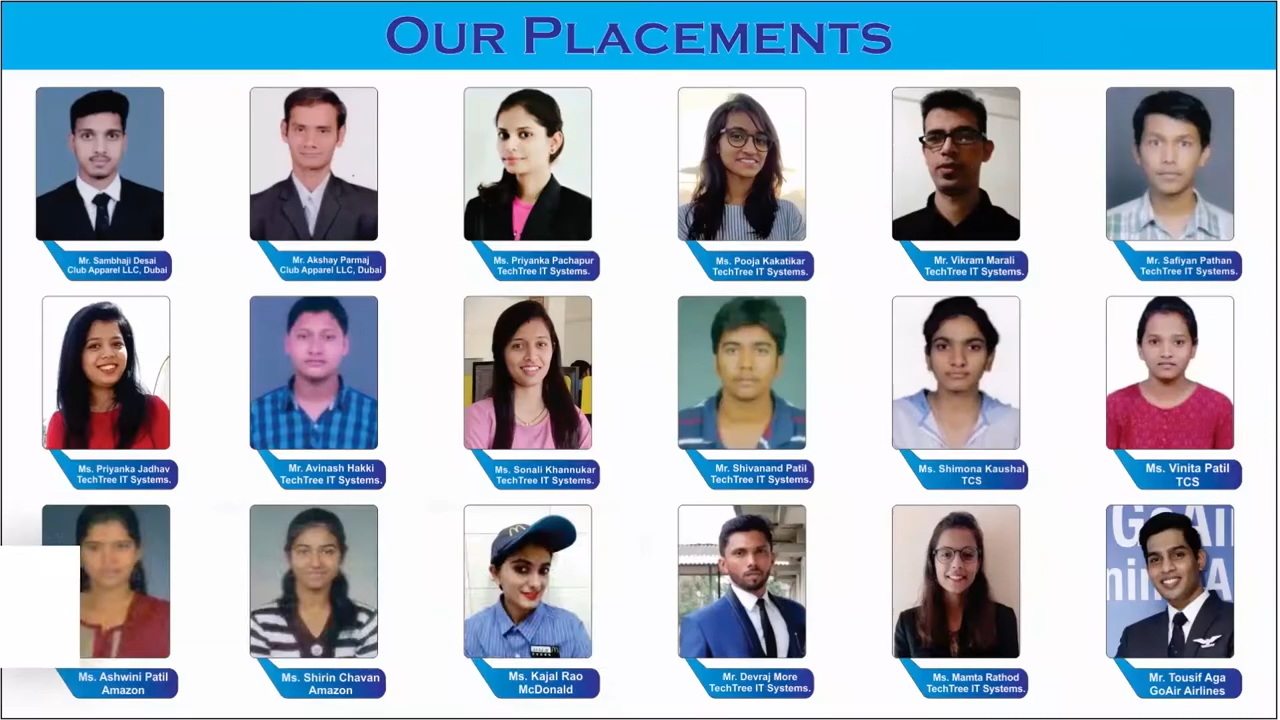 OUR PLACEMENTS
Mr. Sambhaji Desai
Club Apparel LLC, Dubai
Mr. Akshay Parmaj
Club Apparel LLC, Dubai
Ms. Priyanka Pachapur
TechTree IT Systems.
Ms. Pooja Kakatikar
TechTree IT Systems.
Mr. Vikram Marali
TechTree IT Systems.
Mr. Safiyan Pathan
TechTree IT Systems.
Ms. Priyanka Jadhav
TechTree IT Systems.
Mr. Avinash Hakki
TechTree IT Systems.
Ms. Sonali Khannukar
TechTree IT Systems.
Mr. Shivanand Patil
TechTree IT Systems.
Ms. Shimona Kaushal
TCS
Ms. Vinita Patil
TCS
GoAi
Ms. Ashwini Patil
Amazon
Ms. Shirin Chavan
Amazon
Ms. Kajal Rao
McDonald
Mr. Devraj More
TechTree IT Systems.
Ms. Mamta Rathod
TechTree IT Systems.
Mr. Tousif Aga
GoAir Airlines